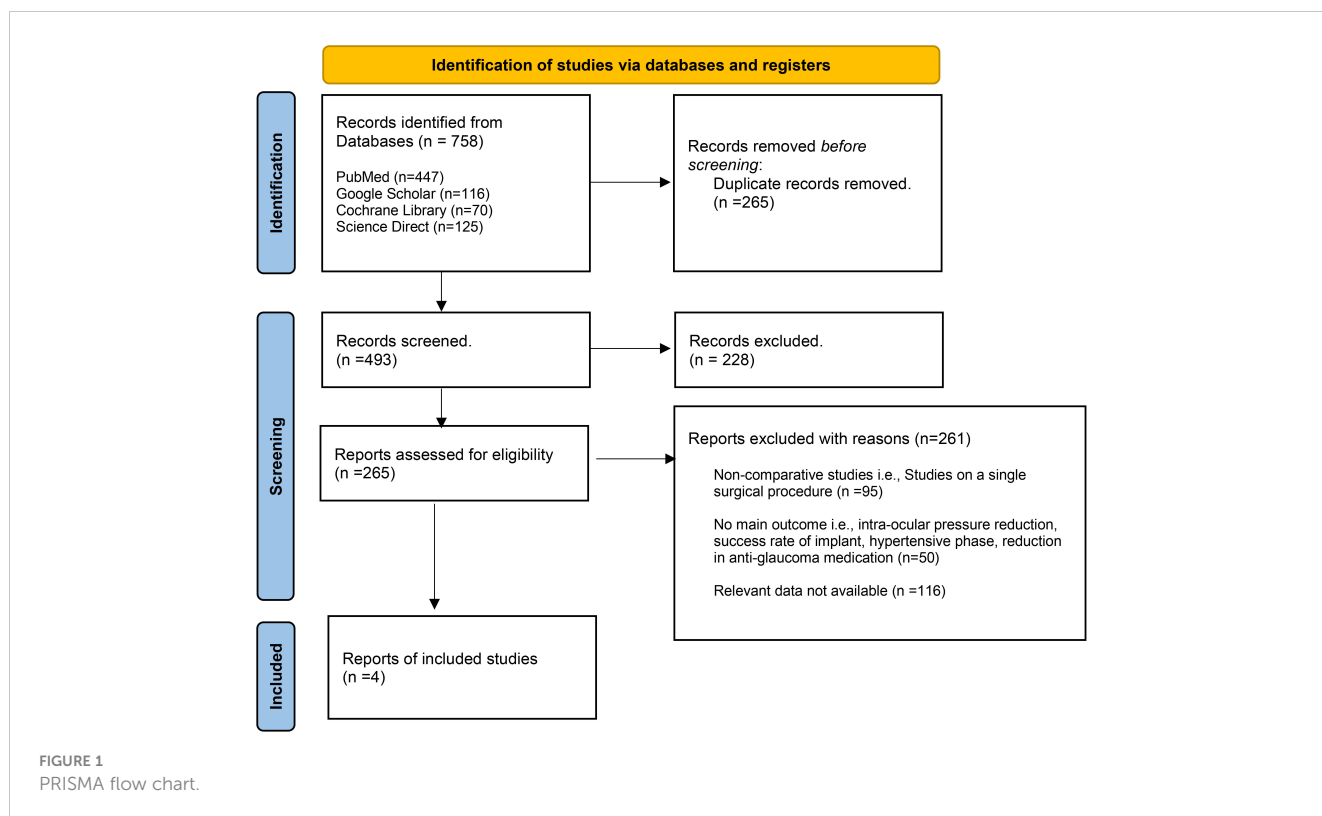 Identification of studies via databases and registers
Identification
Records identified from
Databases (n = 758)
PubMed (n=447)
Google Scholar (n=116)
Cochrane Library (n=70)
Science Direct (n=125)
Records removed before
screening:
Duplicate records removed.
(n =265)
Screening
Records screened.
(n =493)
Records excluded.
(n = 228)
Reports assessed for eligibility
(n =265)
Reports excluded with reasons (n=261)
Non-comparative studies i.e., Studies on a single
surgical procedure (n =95)
No main outcome i.e., intra-ocular pressure reduction,
success rate of implant, hypertensive phase, reduction
in anti-glaucoma medication (n=50)
Relevant data not available (n =116)
Included
Reports of included studies
(n =4)
FIGURE 1
PRISMA flow chart.